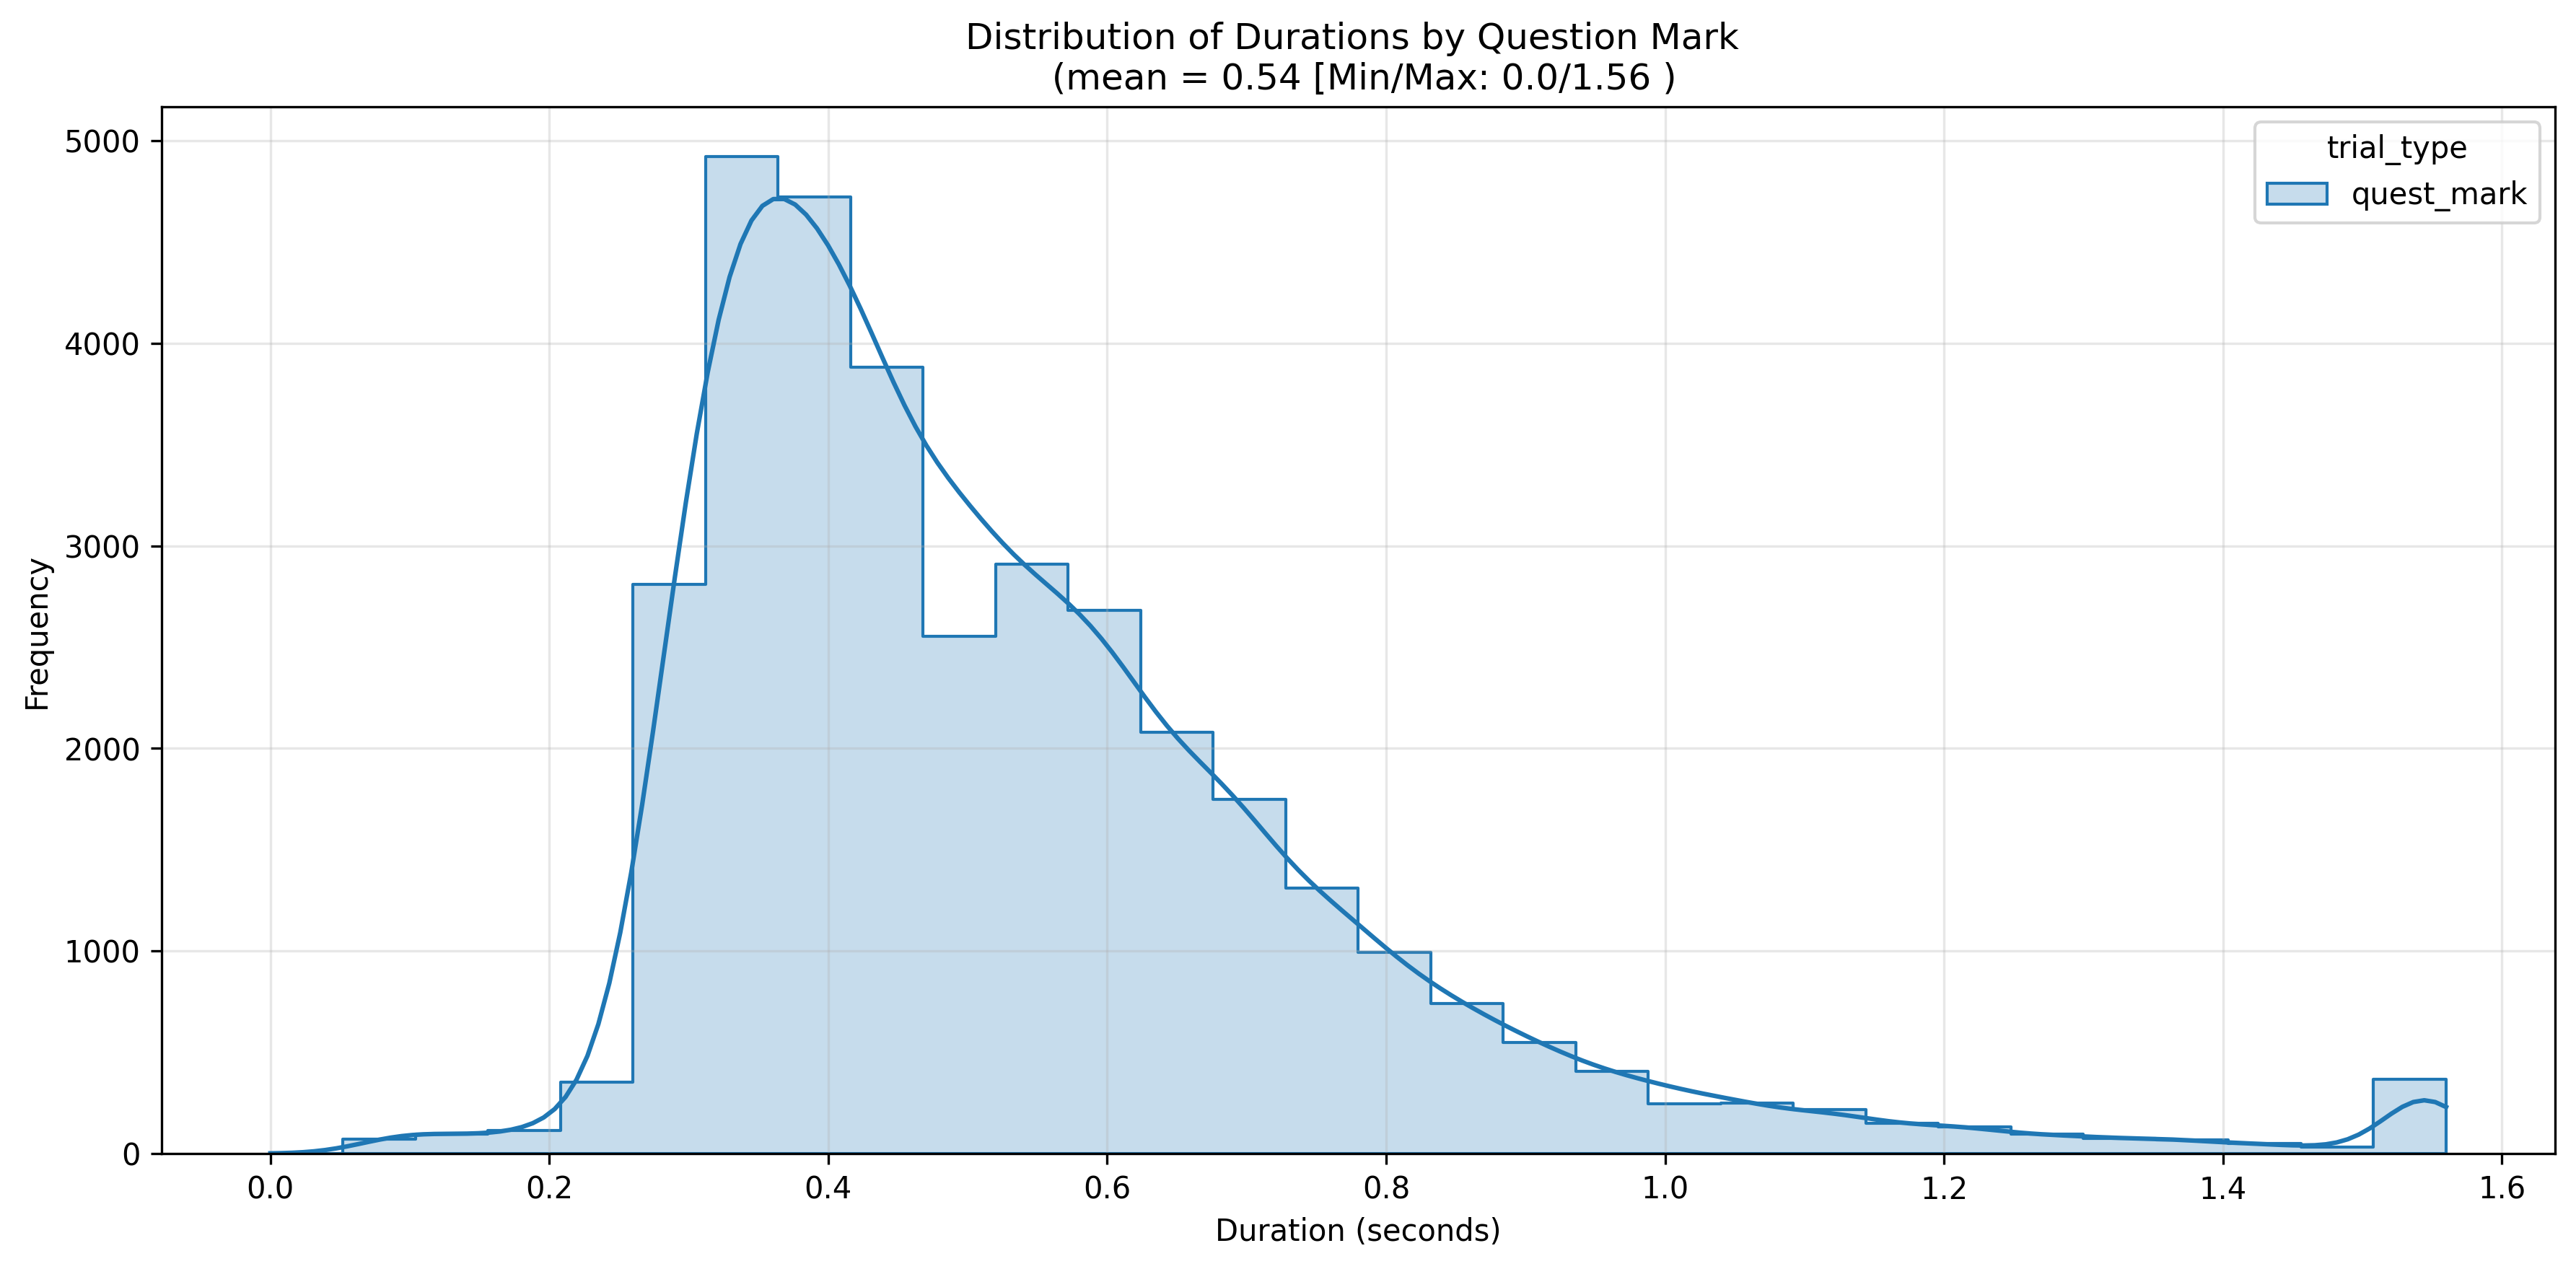 Distribution of Durations by Question Mark
(mean = 0.54 [Min/Max: 0.0/1.56 )
trial_type
quest_mark
Frequency
5000
4000
3000
2000
1000
0
0.0
0.2
0.4
0.6
0.8
1.0
1.2
1.4
1.6
Duration (seconds)